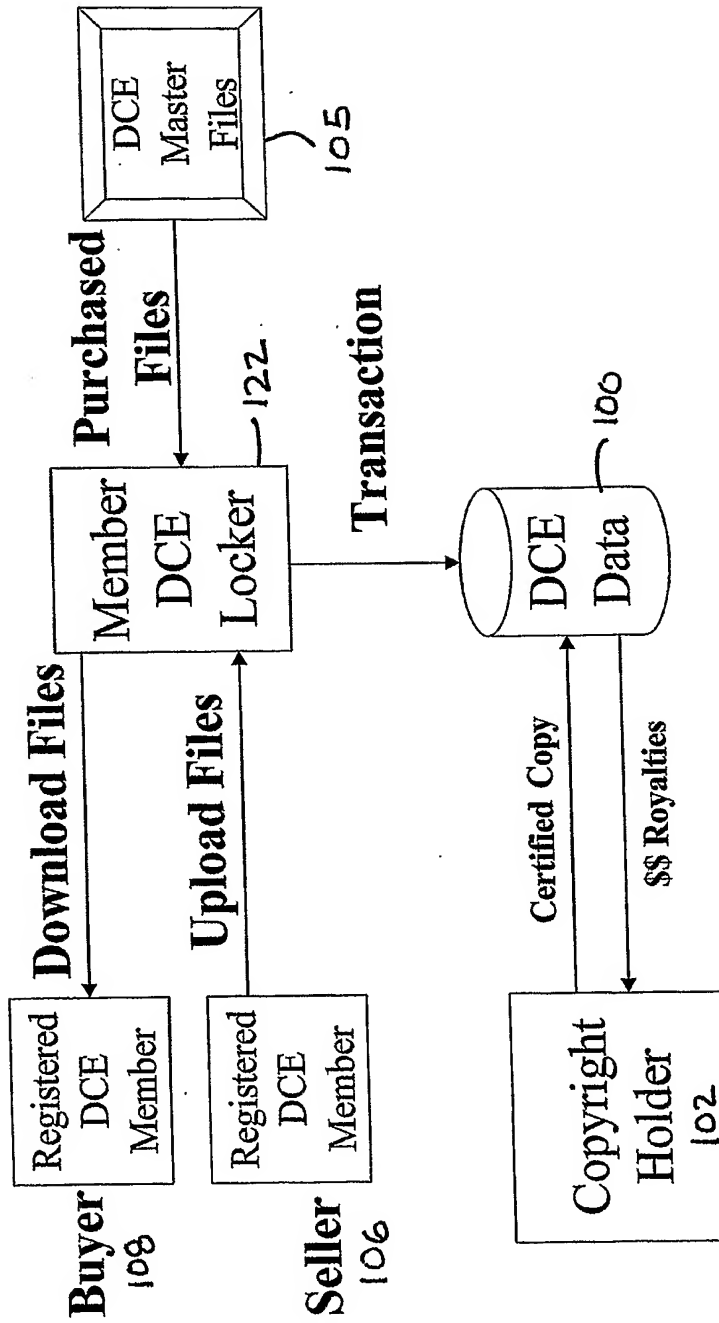 Buyer
108
Registered
DCE
Member
Download Files
Seller
106
Registered
DCE
Member
Upload Files
Member
DCE
Locker
122
Purchased
Files
DCE
Master
Files
105
Transaction
DCE
Data
100
Certified Copy
$$ Royalties
Copyright
Holder
102